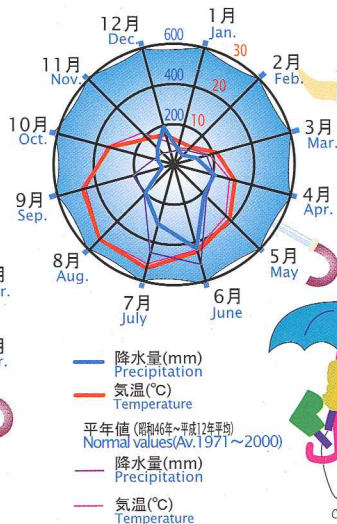 12月
Dec.
1月
Jan.
2月
Feb.
3月
Mar.
4月
Apr.
5月
May
6月
June
7月
July
8月
Aug.
9月
Sep.
10月
Oct.
11月
Nov.
600
400
200
30
20
10
降水量(mm)
Precipitation
気温(℃)
Temperature
平年値(昭和46年~平成12年平均)
Normal values(Av.1971~2000)
降水量(mm)
Precipitation
気温(℃)
Temperature